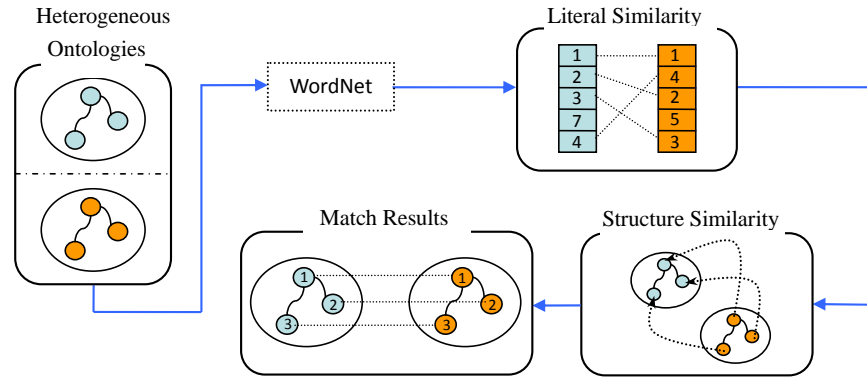 Heterogeneous
Ontologies
WordNet
Literal Similarity
1 1
2 4
3 2
7 5
4 3
Match Results
1 1
2 2
3 3
Structure Similarity